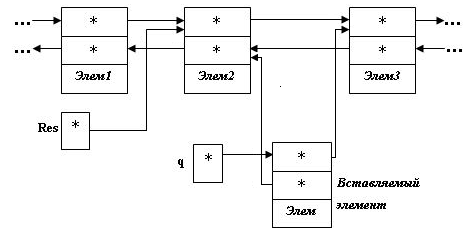 ... * * * ...
... * * * ...
Элем1 Элем2 Элем3
Res *
q * *
* Вставляемый
элемент
Элем